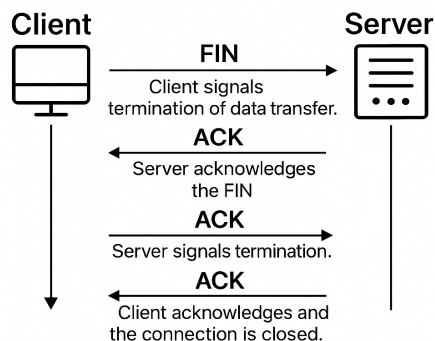 Client
Server
FIN
Client signals
termination of data transfer.
ACK
Server acknowledges
the FIN
ACK
Server signals termination.
ACK
Client acknowledges and
the connection is closed.